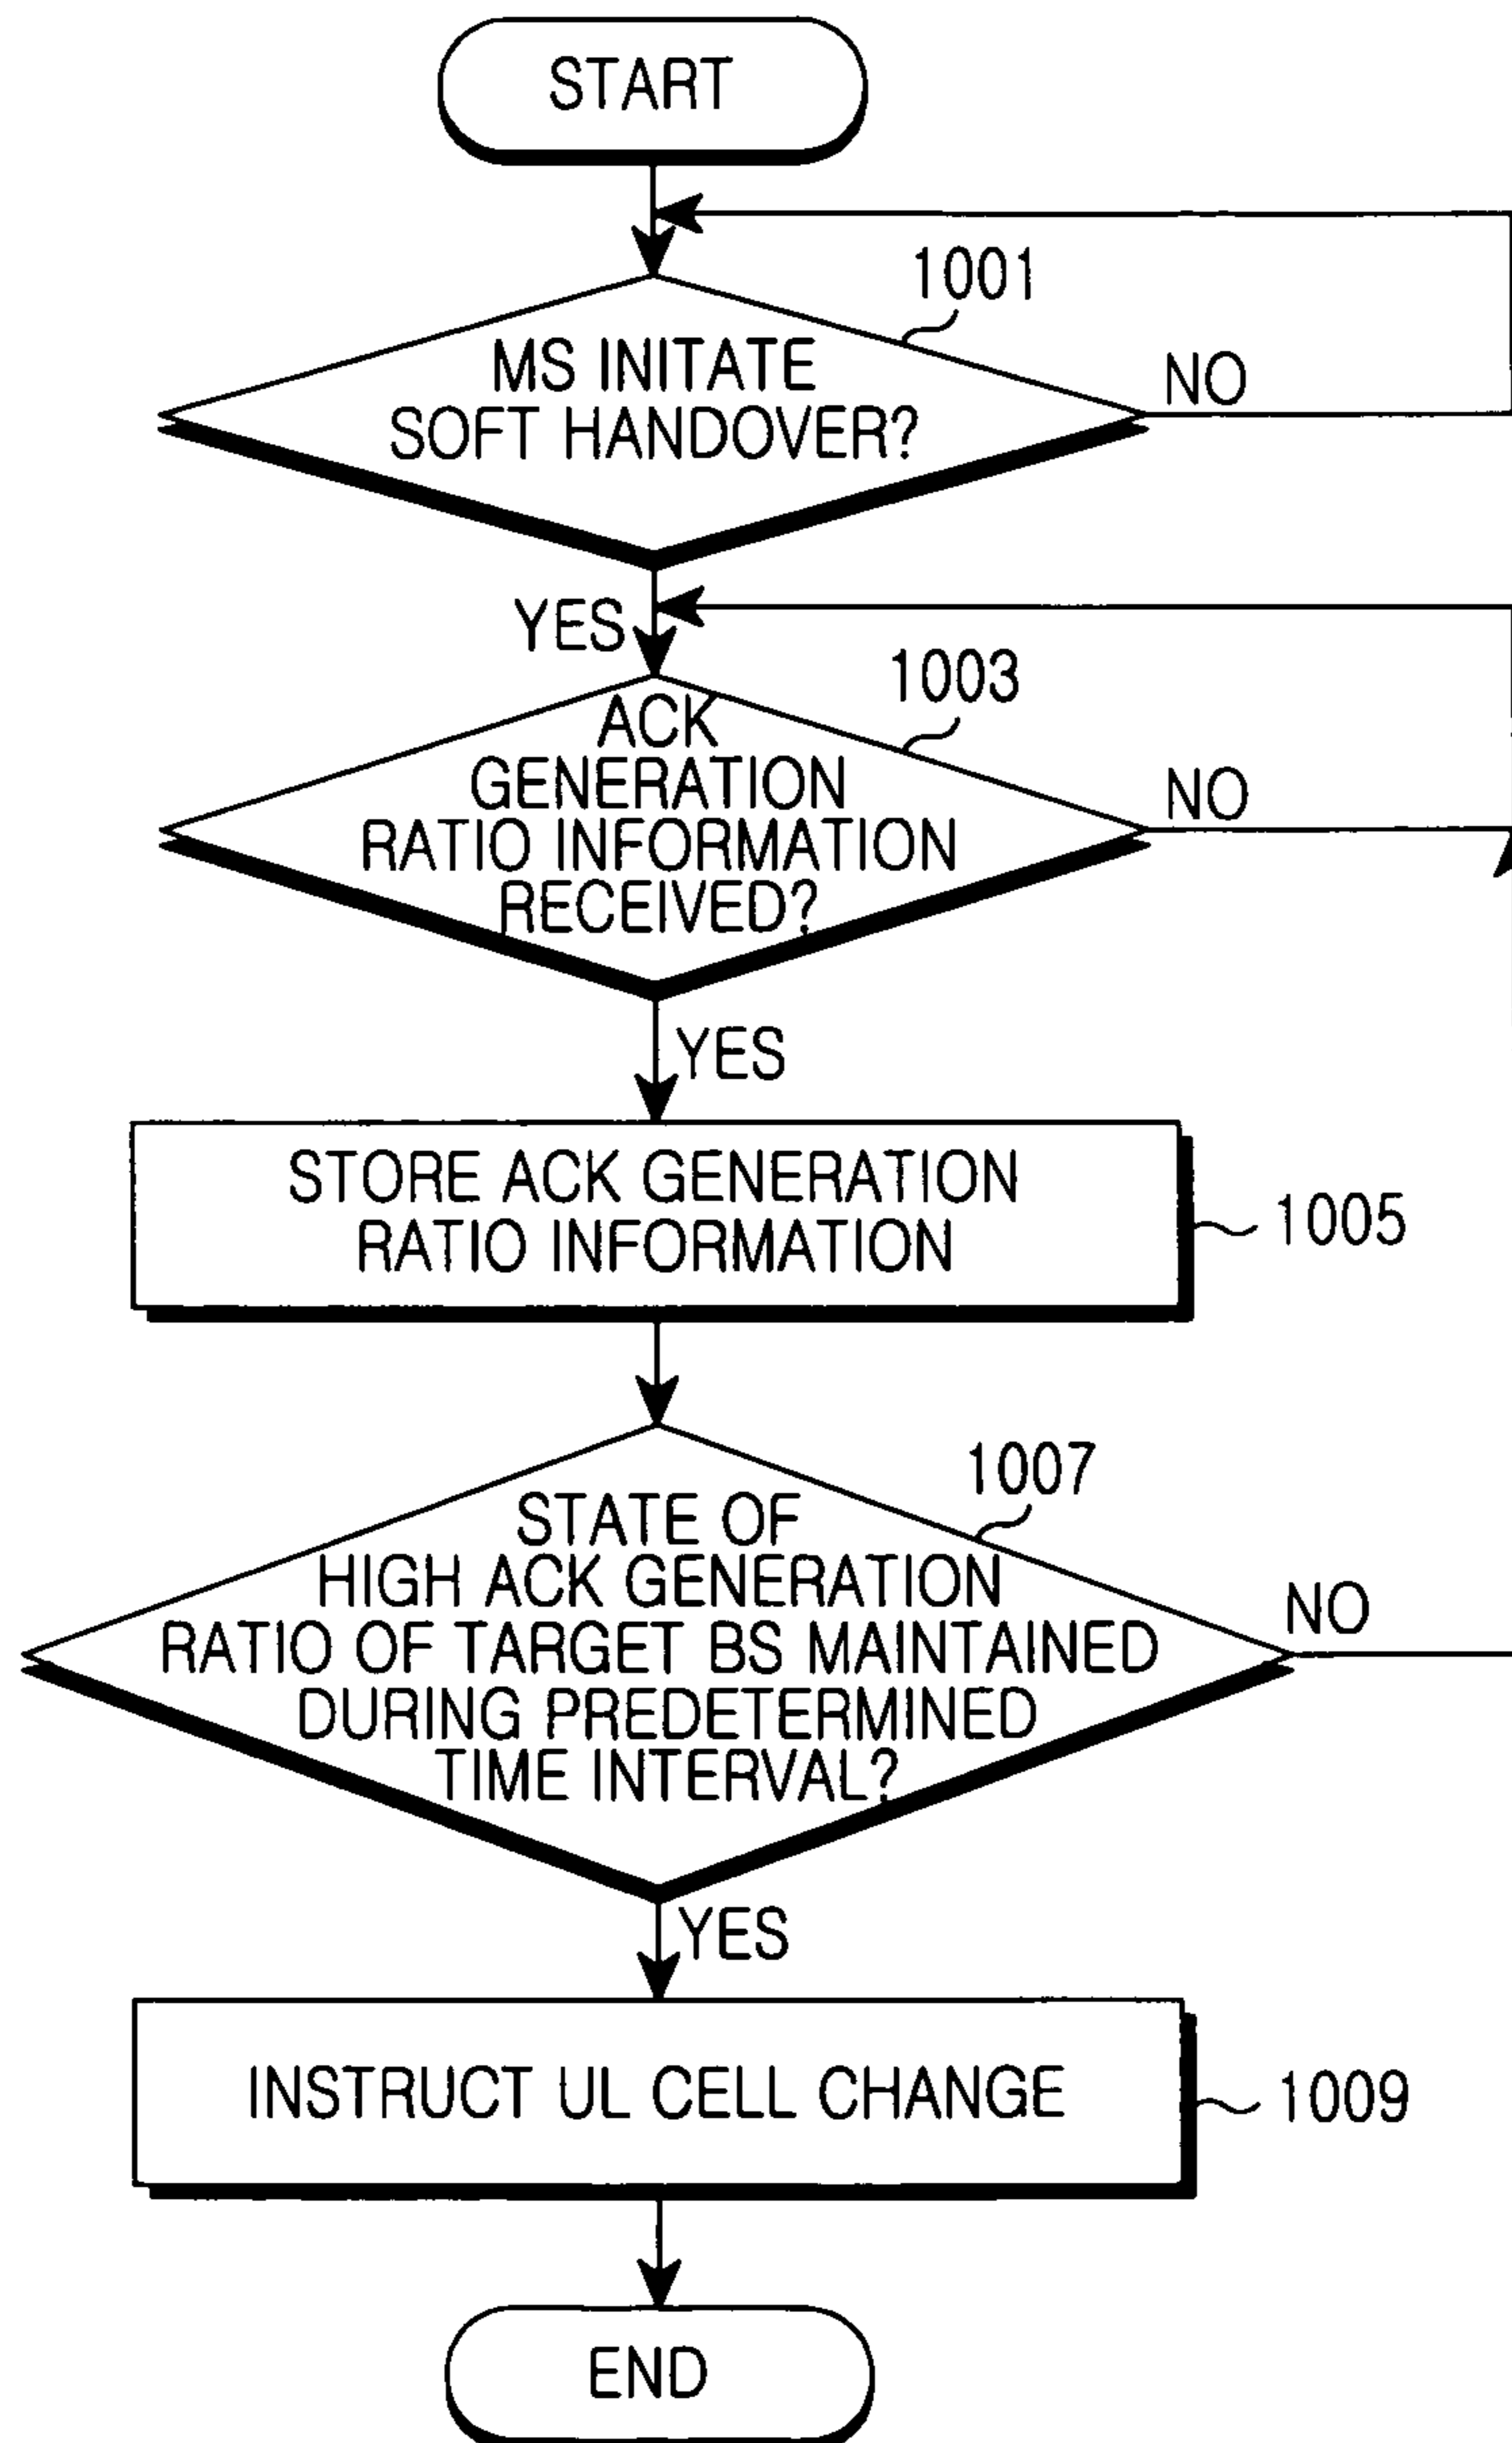 START
1001
MS INITATE
SOFT HANDOVER?
NO
YES
1003
ACK
GENERATION
RATIO INFORMATION
RECEIVED?
NO
YES
STORE ACK GENERATION
RATIO INFORMATION
1005
1007
STATE OF
HIGH ACK GENERATION
RATIO OF TARGET BS MAINTAINED
DURING PREDETERMINED
TIME INTERVAL?
NO
YES
INSTRUCT UL CELL CHANGE
1009
END